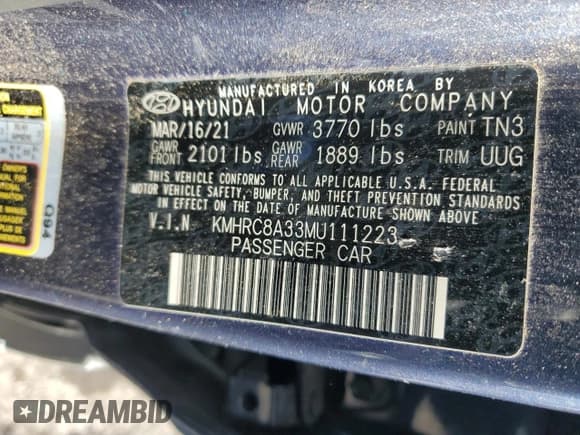 MANUFACTURED IN KOREA BY
HYUNDAI MOTOR COMPANY
MAR/16/21 GVWR 3770 lbs PAINT TN3
GAWR FRONT 2101 lbs GAWR REAR 1889 lbs TRIM UUG
THIS VEHICLE CONFORMS TO ALL APPLICABLE U.S.A. FEDERAL
MOTOR VEHICLE SAFETY, BUMPER, AND THEFT PREVENTION STANDARDS
IN EFFECT ON THE DATE OF MANUFACTURE SHOWN ABOVE.
V.I.N KMHRC8A33MU111223
PASSENGER CAR
Q94
DREAMBID